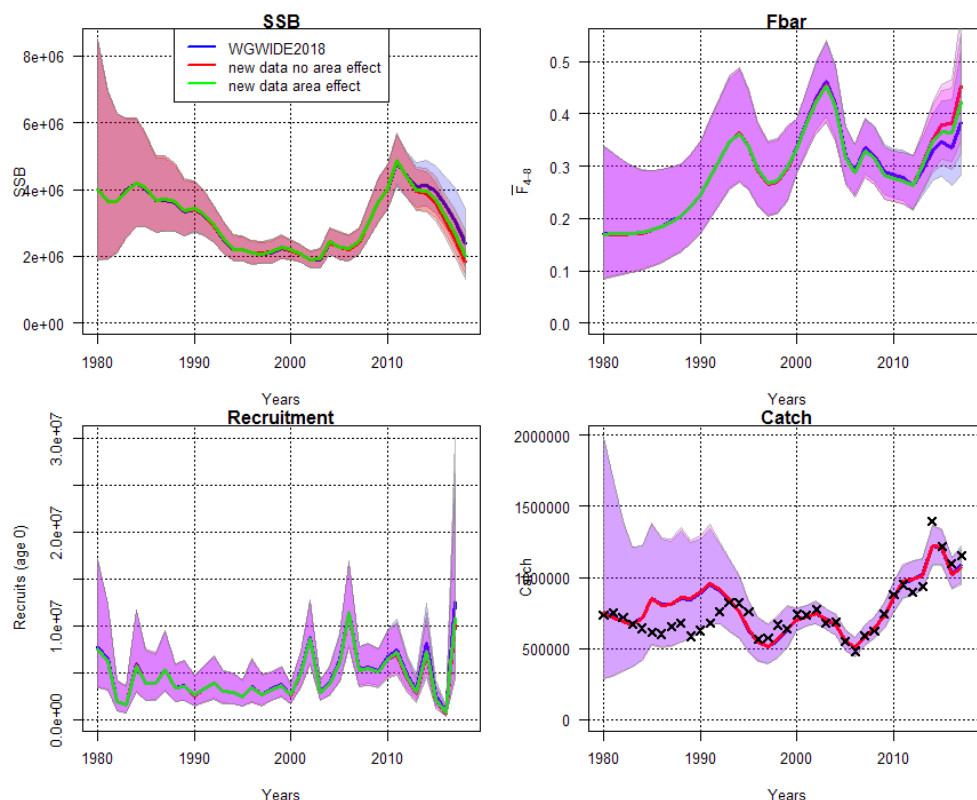 SSB
SSB
8e+06
6e+06
4e+06
2e+06
0e+00
WGWIDE2018
new data no area effect
new data area effect
1980 1990 2000 2010
Years
Fbar
F̅4-8
0.5
0.4
0.3
0.2
0.1
0.0
1980 1990 2000 2010
Years
Recruitment
Recruits (age 0)
3.0e+07
2.0e+07
1.0e+07
0.0e+00
1980 1990 2000 2010
Years
Catch
Catch
2000000
1500000
1000000
500000
0
1980 1990 2000 2010
Years